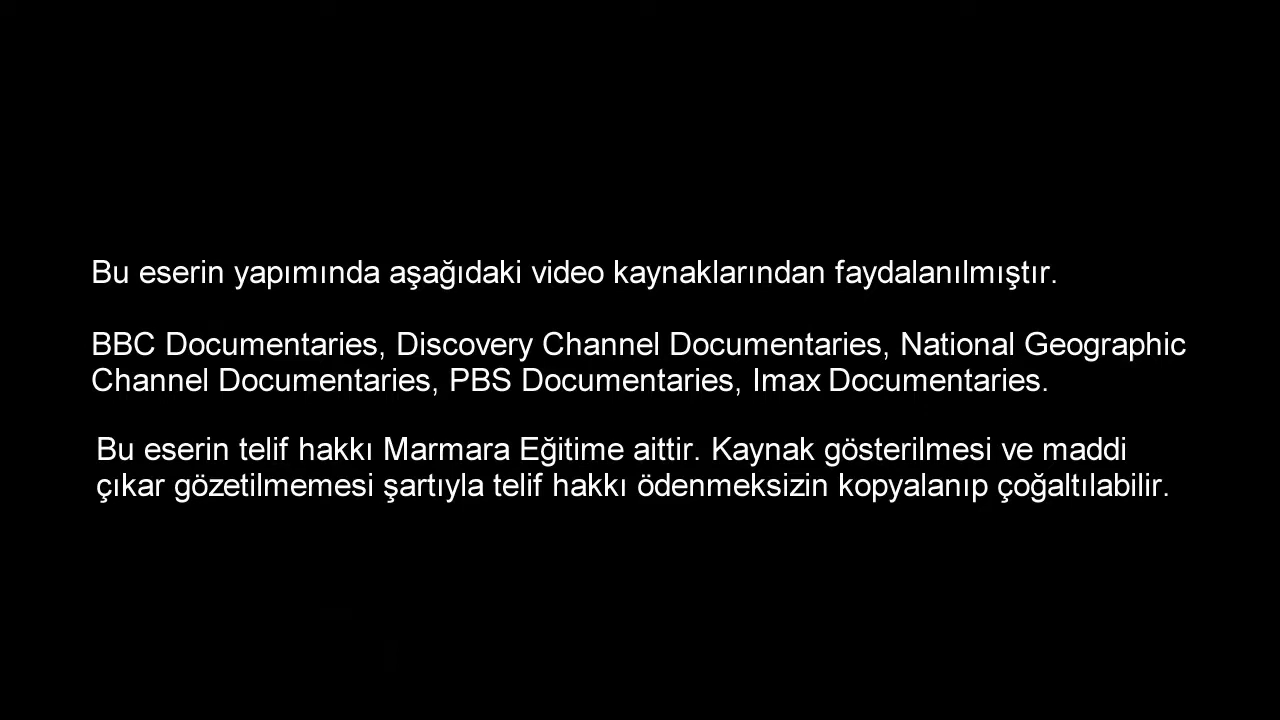 Bu eserin yapımında aşağıdaki video kaynaklarından faydalanılmıştır.
BBC Documentaries, Discovery Channel Documentaries, National Geographic
Channel Documentaries, PBS Documentaries, Imax Documentaries.
Bu eserin telif hakkı Marmara Eğitime aittir. Kaynak gösterilmesi ve maddi
çıkar gözetilmemesi şartıyla telif hakkı ödenmeksizin kopyalanıp çoğaltılabilir.